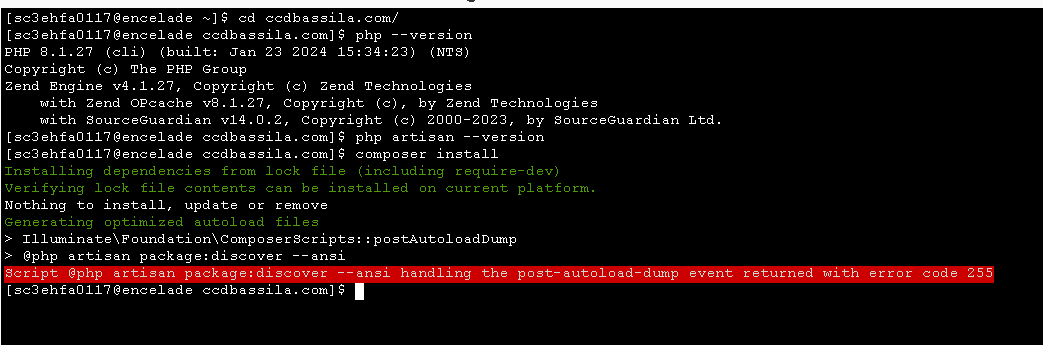 [sc3ehfa0117@encelade ~]$ cd ccdbassila.com/
[sc3ehfa0117@encelade ccdbassila.com]$ php --version
PHP 8.1.27 (cli) (built: Jan 23 2024 15:34:23) (NTS)
Copyright (c) The PHP Group
Zend Engine v4.1.27, Copyright (c) Zend Technologies
    with Zend OPcache v8.1.27, Copyright (c), by Zend Technologies
    with SourceGuardian v14.0.2, Copyright (c) 2000-2023, by SourceGuardian Ltd.
[sc3ehfa0117@encelade ccdbassila.com]$ php artisan --version
[sc3ehfa0117@encelade ccdbassila.com]$ composer install
Installing dependencies from lock file (including require-dev)
Verifying lock file contents can be installed on current platform.
Nothing to install, update or remove
Generating optimized autoload files
> Illuminate\Foundation\ComposerScripts::postAutoloadDump
> @php artisan package:discover --ansi
Script @php artisan package:discover --ansi handling the post-autoload-dump event returned with error code 255
[sc3ehfa0117@encelade ccdbassila.com]$